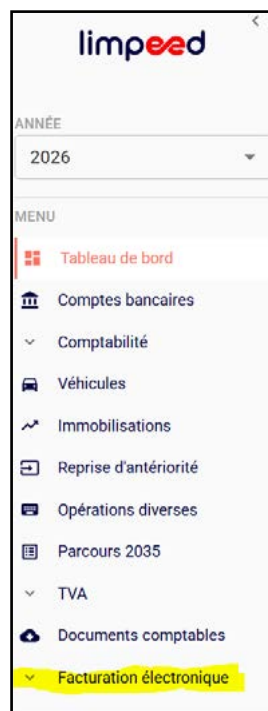 limpeed
ANNÉE
2026
MENU
Tableau de bord
Comptes bancaires
Comptabilité
Véhicules
Immobilisations
Reprise d'antériorité
Opérations diverses
Parcours 2035
TVA
Documents comptables
Facturation électronique